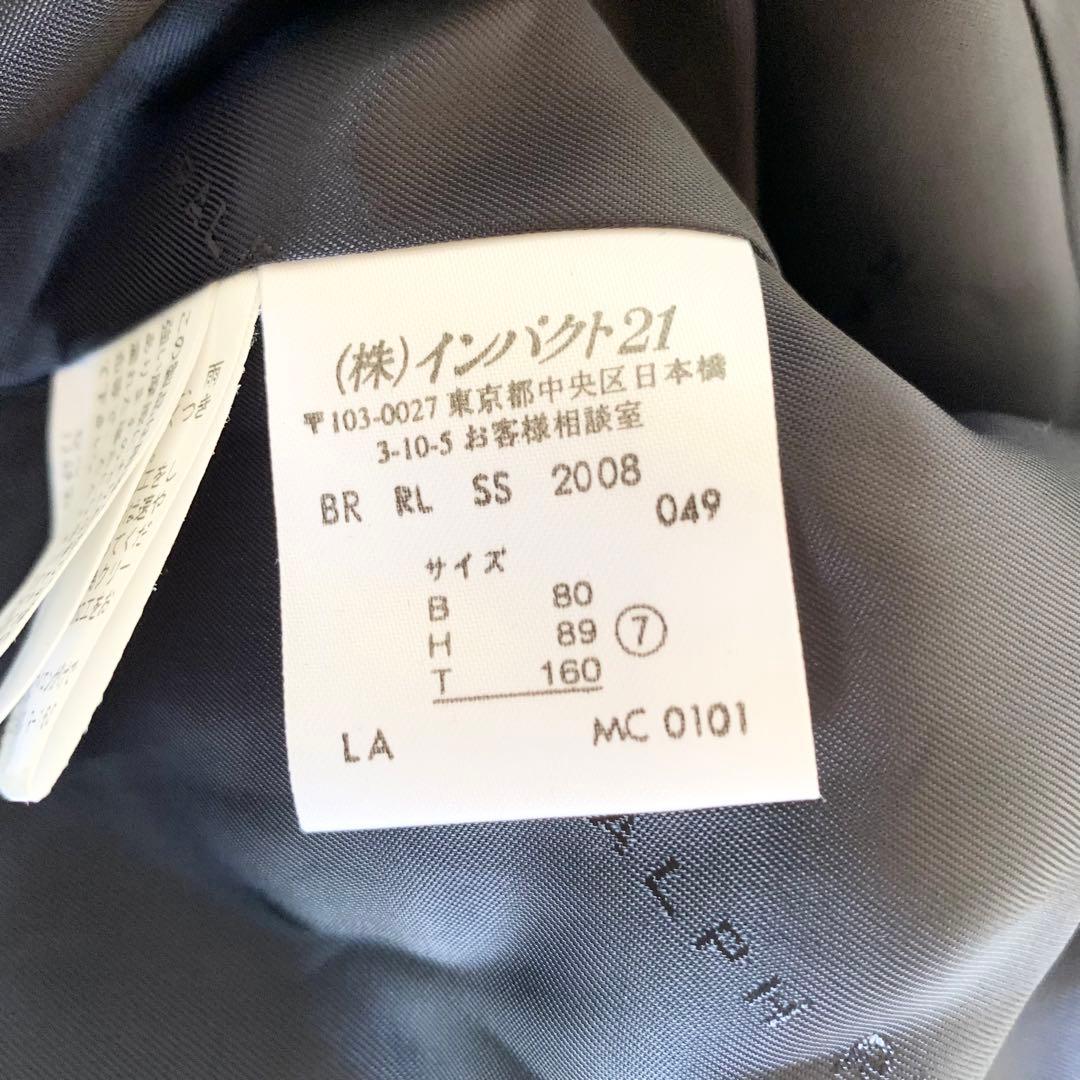 (株)インパクト21
〒103-0027 東京都中央区日本橋
3-10-5 お客様相談室
BR RL SS 2008
049
サイズ
B 80
H 89 ⑦
T 160
LA MC 0101
RALPH